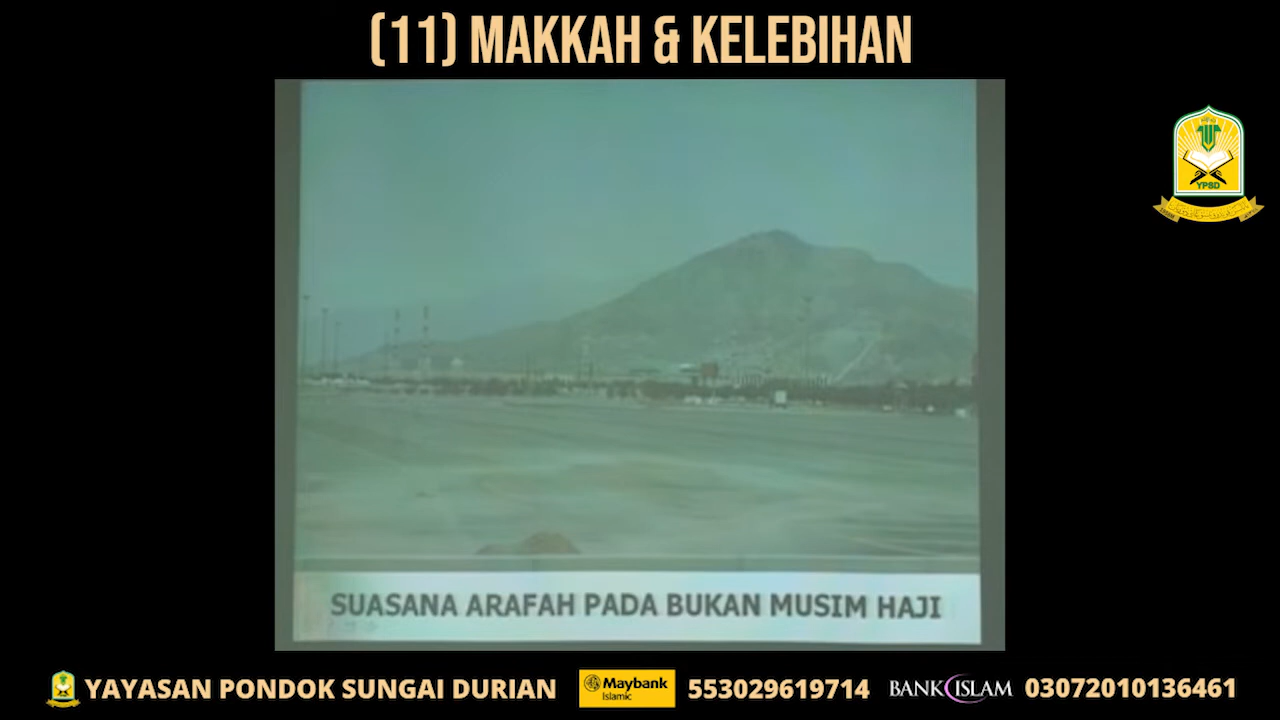 (11) MAKKAH & KELEBIHAN
YPSD
SUASANA ARAFAH PADA BUKAN MUSIM HAJI
YAYASAN PONDOK SUNGAI DURIAN
Maybank
Islamic
553029619714
BANK ISLAM
03072010136461